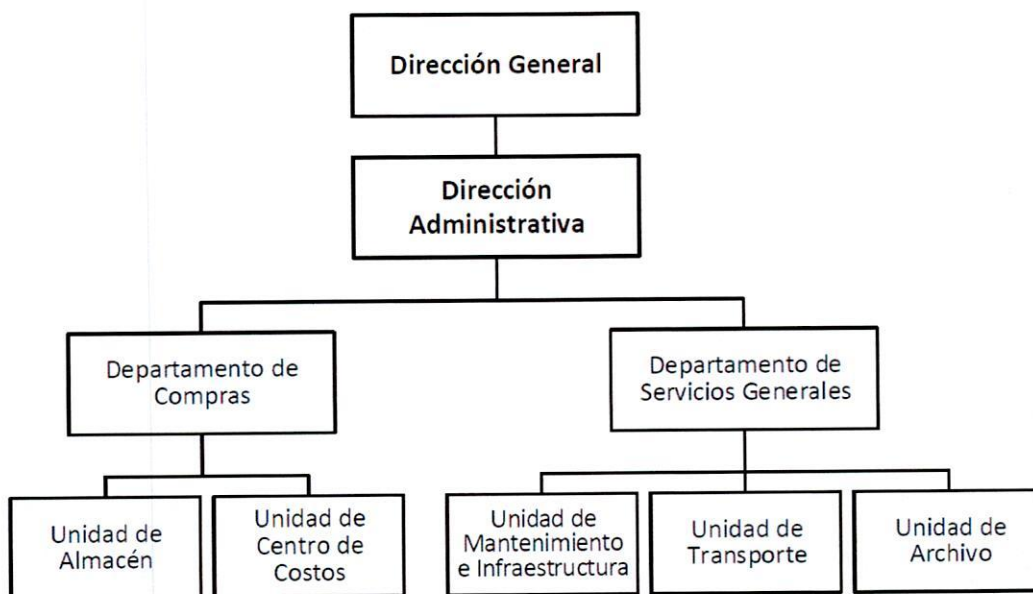 Dirección General
Dirección
Administrativa
Departamento de
Compras
Departamento de
Servicios Generales
Unidad de
Almacén
Unidad de
Centro de
Costos
Unidad de
Mantenimiento
e Infraestructura
Unidad de
Transporte
Unidad de
Archivo